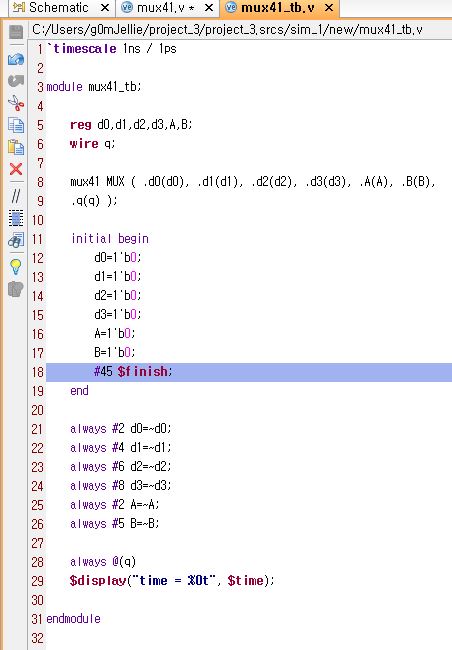 Schematic × mux41.v * × mux41_tb.v ×
C:/Users/g0mJellie/project_3/project_3.srcs/sim_1/new/mux41_tb.v
1 `timescale 1ns / 1ps
2
3 module mux41_tb;
4
5 reg d0,d1,d2,d3,A,B;
6 wire q;
7
8 mux41 MUX ( .d0(d0), .d1(d1), .d2(d2), .d3(d3), .A(A), .B(B),
9 .q(q) );
10
11 initial begin
12 d0=1'b0;
13 d1=1'b0;
14 d2=1'b0;
15 d3=1'b0;
16 A=1'b0;
17 B=1'b0;
18 #45 $finish;
19 end
20
21 always #2 d0=~d0;
22 always #4 d1=~d1;
23 always #6 d2=~d2;
24 always #8 d3=~d3;
25 always #2 A=~A;
26 always #5 B=~B;
27
28 always @(q)
29 $display("time = %0t", $time);
30
31 endmodule
32